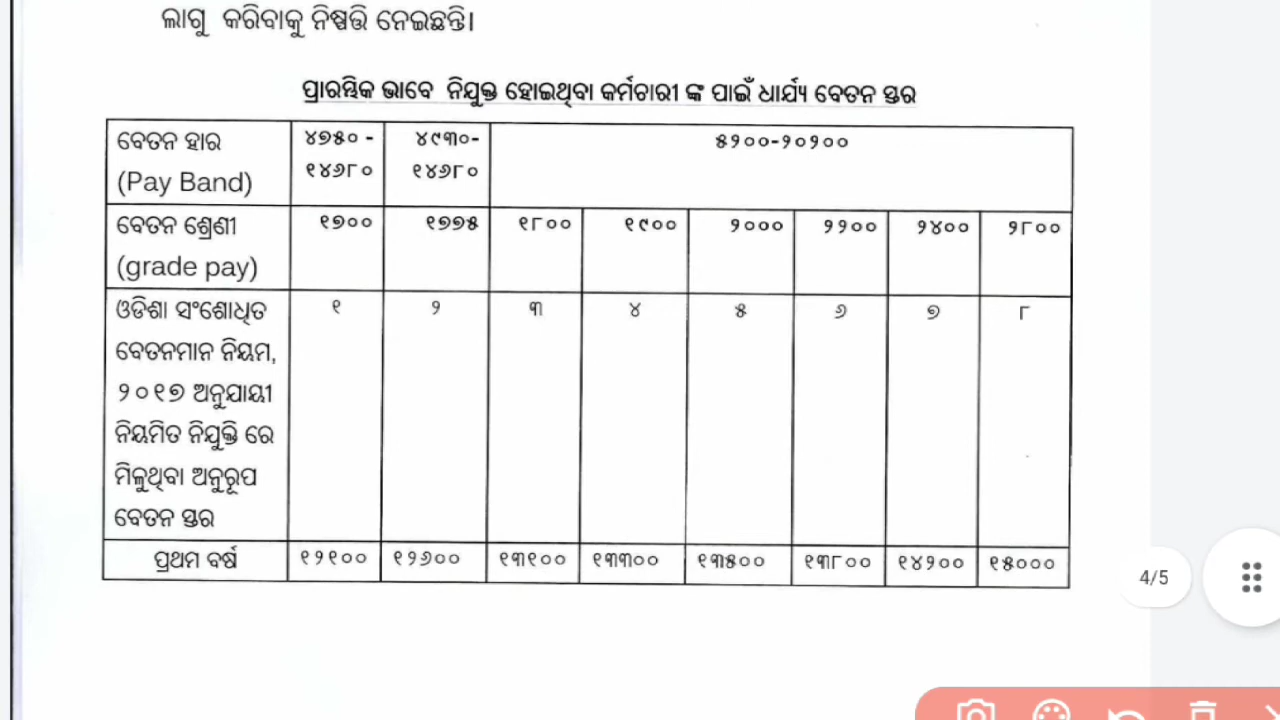 ଲାଗୁ କରିବାକୁ ନିଷ୍ପତ୍ତି ନେଇଛନ୍ତି।
ପ୍ରାରମ୍ଭିକ ଭାବେ ନିଯୁକ୍ତ ହୋଇଥିବା କର୍ମଚାରୀ ଙ୍କ ପାଇଁ ଧାର୍ଯ୍ୟ ବେତନ ସ୍ତର
ବେତନ ହାର ୪୭୫୦ - ୪୯୩୦- ୫୨୦୦-୨୦୨୦୦
(Pay Band) ୧୪୬୮୦ ୧୪୬୮୦
ବେତନ ଶ୍ରେଣୀ ୧୭୦୦ ୧୭୭୫ ୧୮୦୦ ୧୯୦୦ ୨୦୦୦ ୨୨୦୦ ୨୪୦୦ ୨୮୦୦
(grade pay)
ଓଡିଶା ସଂଶୋଧିତ ୧ ୨ ୩ ୪ ୫ ୬ ୭ ୮
ବେତନମାନ ନିୟମ,
୨୦୧୭ ଅନୁଯାୟୀ
ନିୟମିତ ନିଯୁକ୍ତି ରେ
ମିଳୁଥିବା ଅନୁରୂପ
ବେତନ ସ୍ତର
ପ୍ରଥମ ବର୍ଷ ୧୨୧୦୦ ୧୨୬୦୦ ୧୩୧୦୦ ୧୩୩୦୦ ୧୩୫୦୦ ୧୩୮୦୦ ୧୪୨୦୦ ୧୫୦୦୦
4/5